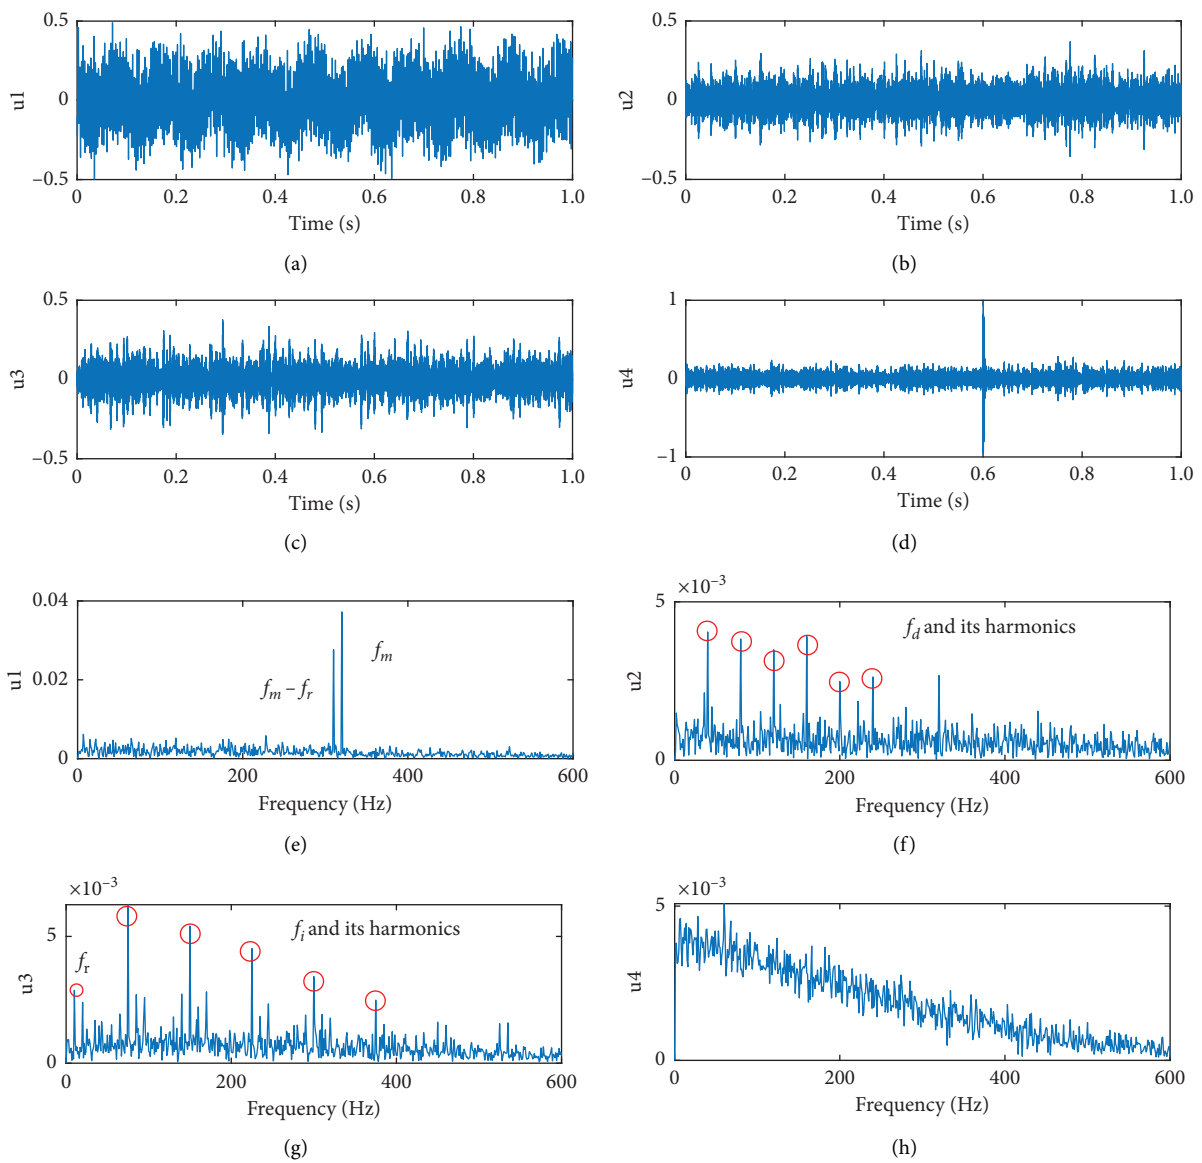 0.5
0
−0.5
u1
0 0.2 0.4 0.6 0.8 1.0
Time (s)
(a)
0.5
0
−0.5
u2
0 0.2 0.4 0.6 0.8 1.0
Time (s)
(b)
0.5
0
−0.5
u3
0 0.2 0.4 0.6 0.8 1.0
Time (s)
(c)
1
0
−1
u4
0 0.2 0.4 0.6 0.8 1.0
Time (s)
(d)
0.04
0.02
0
u1
f_m
f_m – f_r
0 200 400 600
Frequency (Hz)
(e)
×10–3
5
0
u2
f_d and its harmonics
0 200 400 600
Frequency (Hz)
(f)
×10–3
5
0
u3
f_r
f_i and its harmonics
0 200 400 600
Frequency (Hz)
(g)
×10–3
5
0
u4
0 200 400 600
Frequency (Hz)
(h)